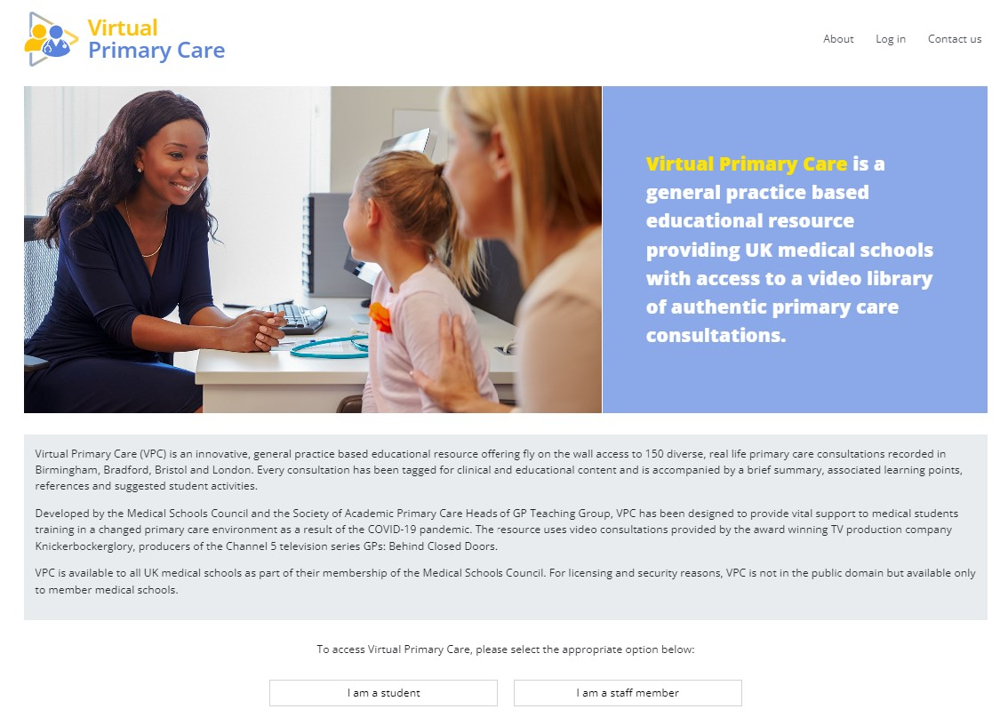 Virtual
Primary Care
About
Log in
Contact us
Virtual Primary Care is a
general practice based
educational resource
providing UK medical schools
with access to a video library
of authentic primary care
consultations.
Virtual Primary Care (VPC) is an innovative, general practice based educational resource offering fly on the wall access to 150 diverse, real life primary care consultations recorded in
Birmingham, Bradford, Bristol and London. Every consultation has been tagged for clinical and educational content and is accompanied by a brief summary, associated learning points,
references and suggested student activities.
Developed by the Medical Schools Council and the Society of Academic Primary Care Heads of GP Teaching Group, VPC has been designed to provide vital support to medical students
training in a changed primary care environment as a result of the COVID-19 pandemic. The resource uses video consultations provided by the award winning TV production company
Knickerbockerglory, producers of the Channel 5 television series GPs: Behind Closed Doors.
VPC is available to all UK medical schools as part of their membership of the Medical Schools Council. For licensing and security reasons, VPC is not in the public domain but available only
to member medical schools.
To access Virtual Primary Care, please select the appropriate option below:
I am a student
I am a staff member